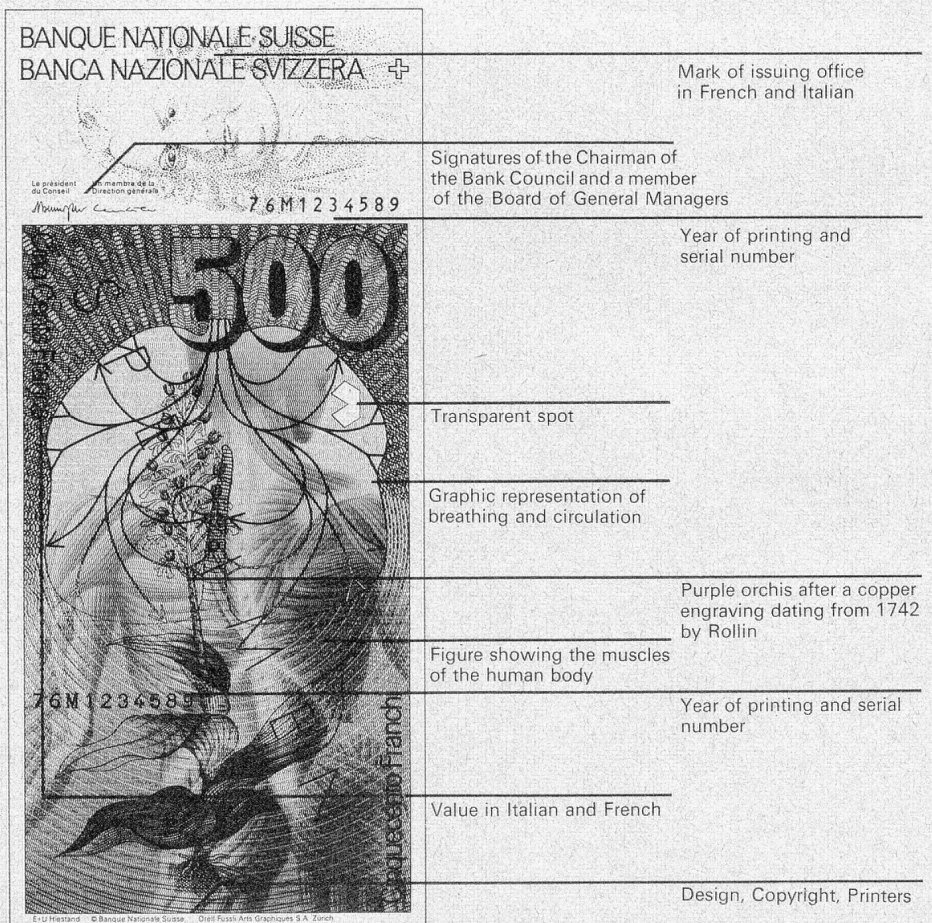 BANQUE NATIONALE SUISSE
BANCA NAZIONALE SVIZZERA
Mark of issuing office
in French and Italian
Signatures of the Chairman of
the Bank Council and a member
of the Board of General Managers
Le président
du Conseil
Un membre de la
Direction générale
76M1234589
Year of printing and
serial number
500
Transparent spot
Graphic representation of
breathing and circulation
Purple orchis after a copper
engraving dating from 1742
by Rollin
Figure showing the muscles
of the human body
76M1234589
Year of printing and serial
number
Cinquecento Franchi
Value in Italian and French
Design, Copyright, Printers
E+U Hiestand © Banque Nationale Suisse Orell Füssli Arts Graphiques S.A. Zürich